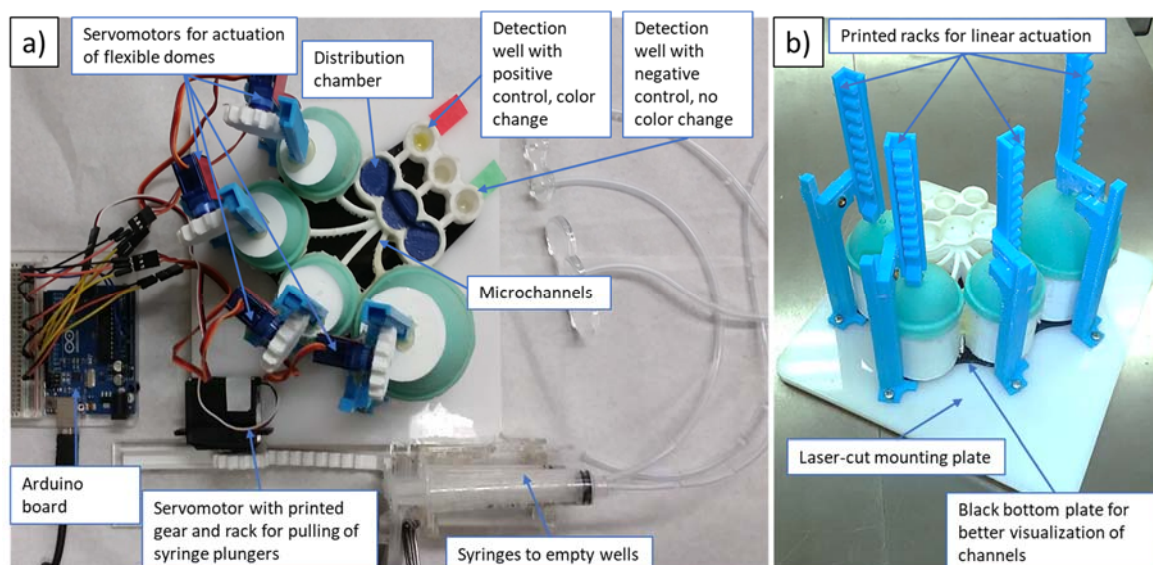 a)
Servomotors for actuation
of flexible domes
Distribution
chamber
Detection
well with
positive
control, color
change
Detection
well with
negative
control, no
color change
Microchannels
Arduino
board
Servomotor with printed
gear and rack for pulling of
syringe plungers
Syringes to empty wells
b)
Printed racks for linear actuation
Laser-cut mounting plate
Black bottom plate for
better visualization of
channels